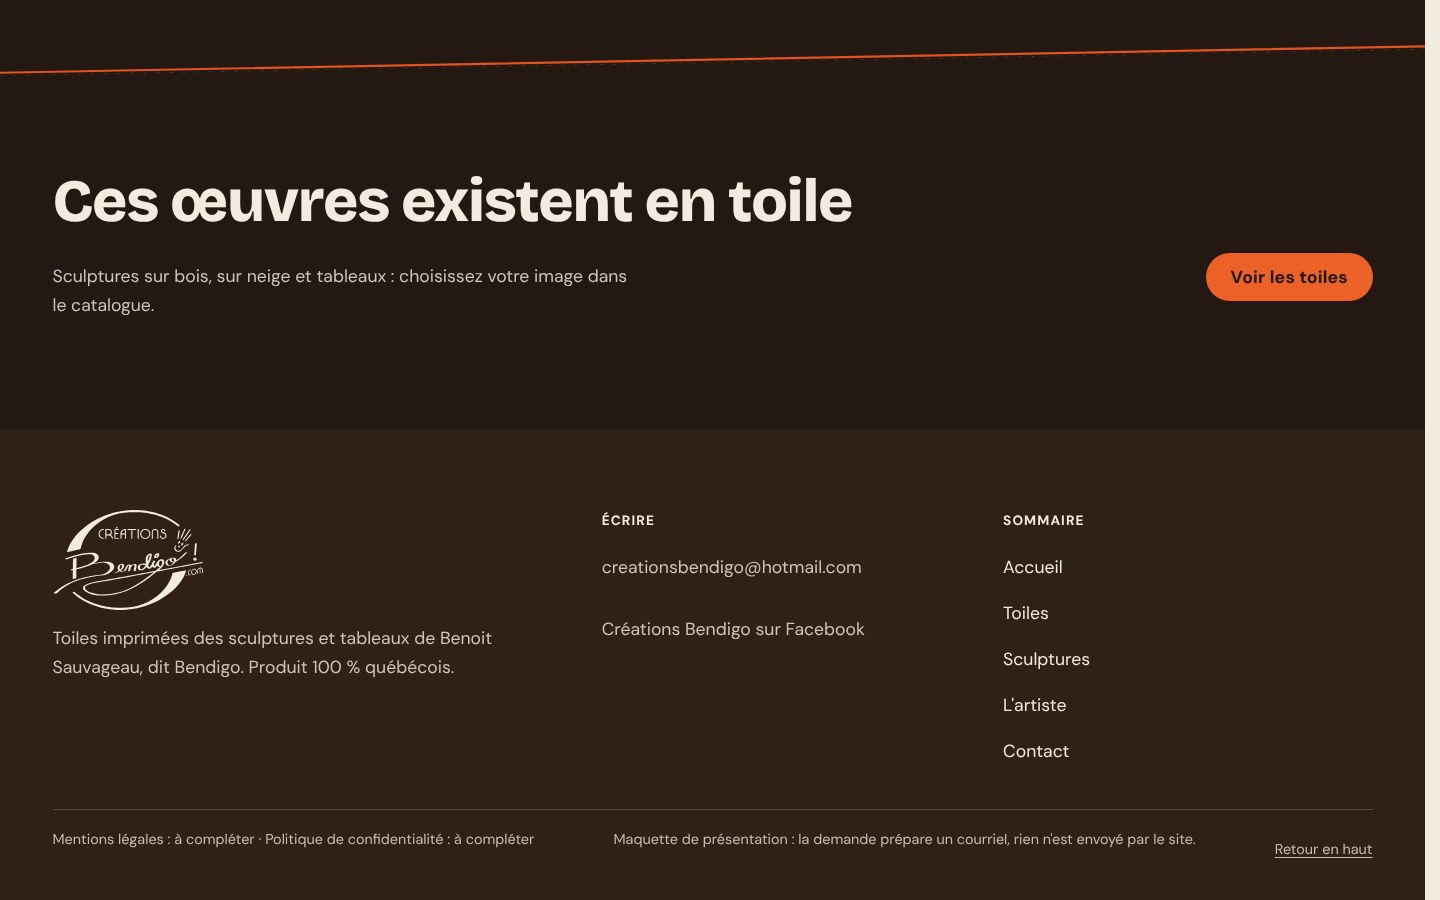 Ces œuvres existent en toile
Sculptures sur bois, sur neige et tableaux : choisissez votre image dans
le catalogue.
Voir les toiles
CRÉATIONS
Bendigo !
.com
Toiles imprimées des sculptures et tableaux de Benoit
Sauvageau, dit Bendigo. Produit 100 % québécois.
ÉCRIRE
creationsbendigo@hotmail.com
Créations Bendigo sur Facebook
SOMMAIRE
Accueil
Toiles
Sculptures
L'artiste
Contact
Mentions légales : à compléter · Politique de confidentialité : à compléter
Maquette de présentation : la demande prépare un courriel, rien n'est envoyé par le site.
Retour en haut